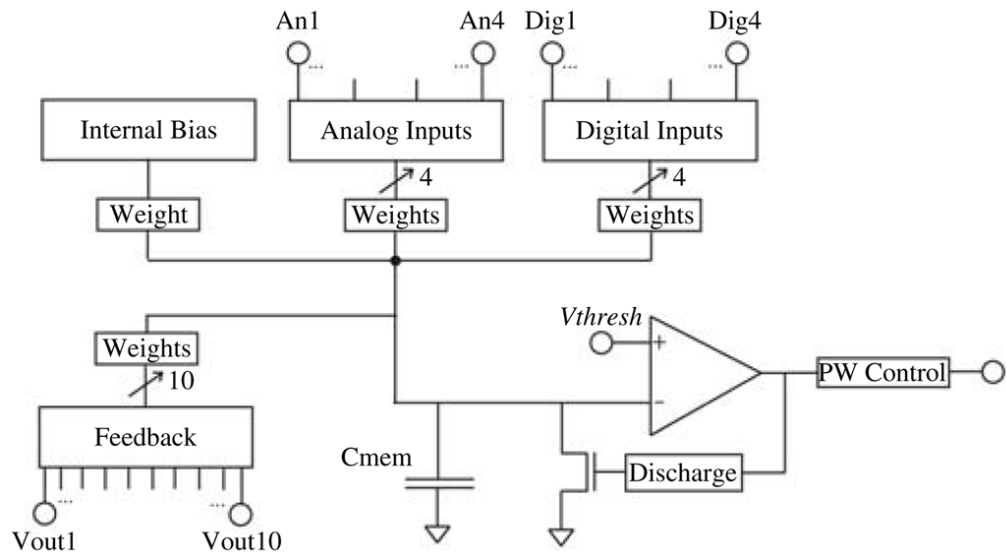 An1
An4
Dig1
Dig4
...
...
...
...
Internal Bias
Analog Inputs
Digital Inputs
4
4
Weight
Weights
Weights
Vthresh
+
Weights
10
PW Control
−
Feedback
Cmem
Discharge
...
...
Vout1
Vout10